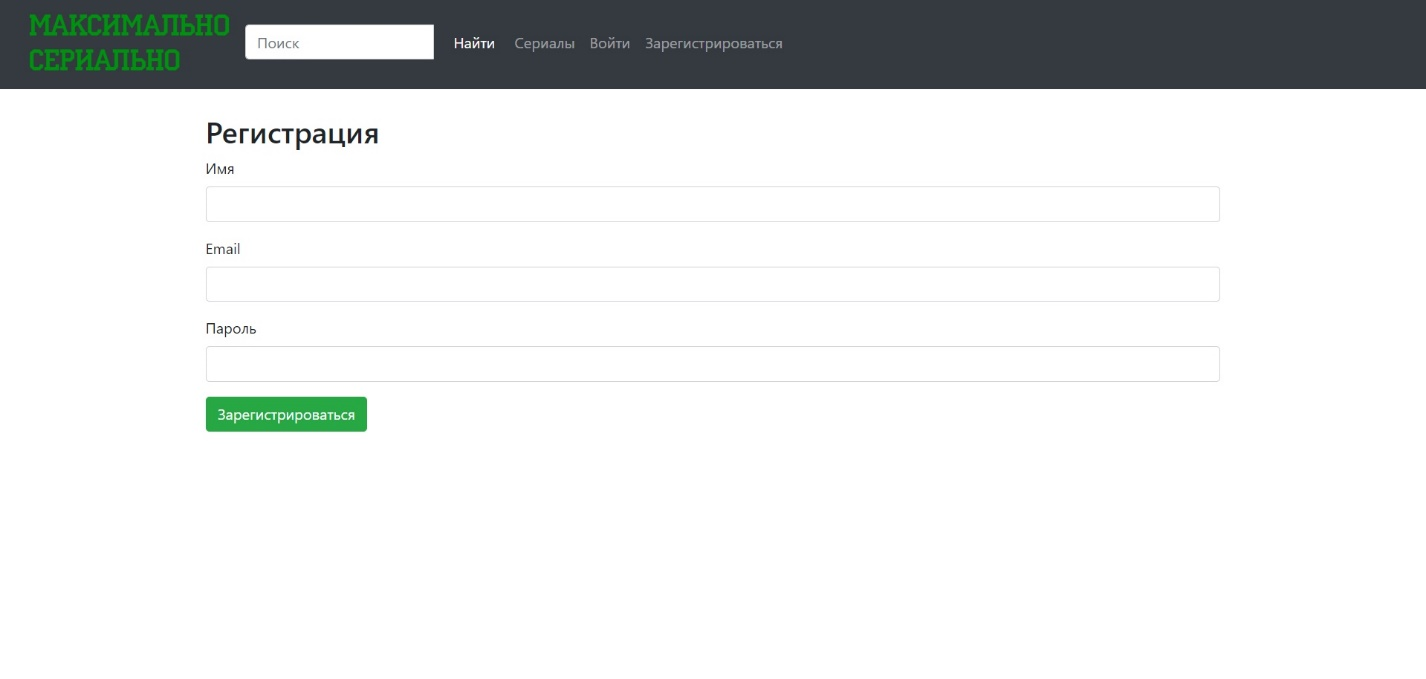 МАКСИМАЛЬНО
СЕРИАЛЬНО
Поиск
Найти
Сериалы
Войти
Зарегистрироваться
Регистрация
Имя
Email
Пароль
Зарегистрироваться